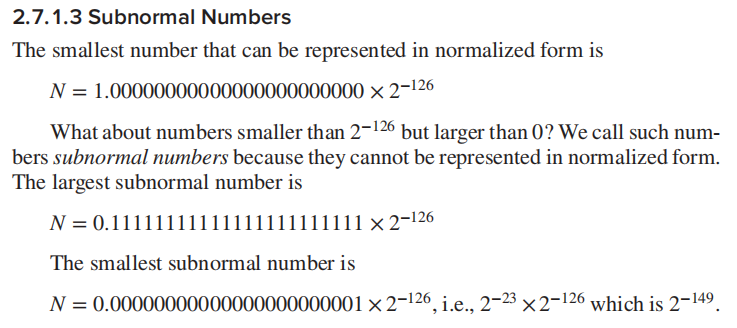 2.7.1.3 Subnormal Numbers
The smallest number that can be represented in normalized form is
N = 1.00000000000000000000000 × 2⁻¹²⁶
What about numbers smaller than 2⁻¹²⁶ but larger than 0? We call such num-
bers subnormal numbers because they cannot be represented in normalized form.
The largest subnormal number is
N = 0.11111111111111111111111 × 2⁻¹²⁶
The smallest subnormal number is
N = 0.00000000000000000000001 × 2⁻¹²⁶, i.e., 2⁻²³ × 2⁻¹²⁶ which is 2⁻¹⁴⁹.